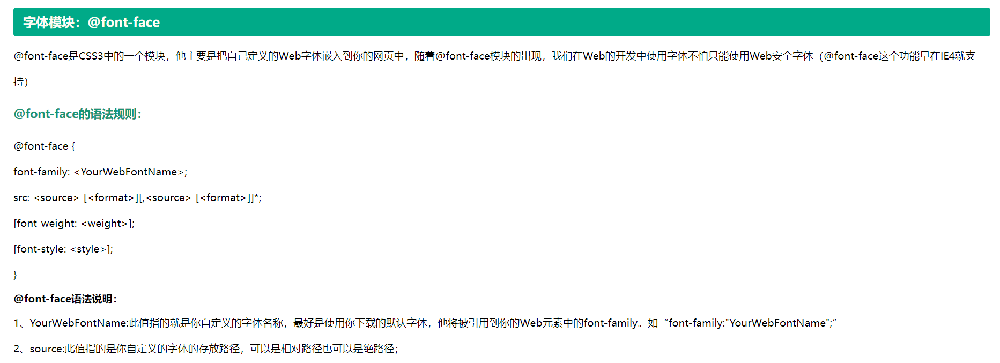 字体模块：@font-face
@font-face是CSS3中的一个模块，他主要是把自己定义的Web字体嵌入到你的网页中，随着@font-face模块的出现，我们在Web的开发中使用字体不怕只能使用Web安全字体（@font-face这个功能早在IE4就支
持）
@font-face的语法规则：
@font-face {
font-family: <YourWebFontName>;
src: <source> [<format>][,<source> [<format>]]*;
[font-weight: <weight>];
[font-style: <style>];
}
@font-face语法说明：
1、YourWebFontName:此值指的就是你自定义的字体名称，最好是使用你下载的默认字体，他将被引用到你的Web元素中的font-family。如“font-family:"YourWebFontName";”
2、source:此值指的是你自定义的字体的存放路径，可以是相对路径也可以是绝路径；